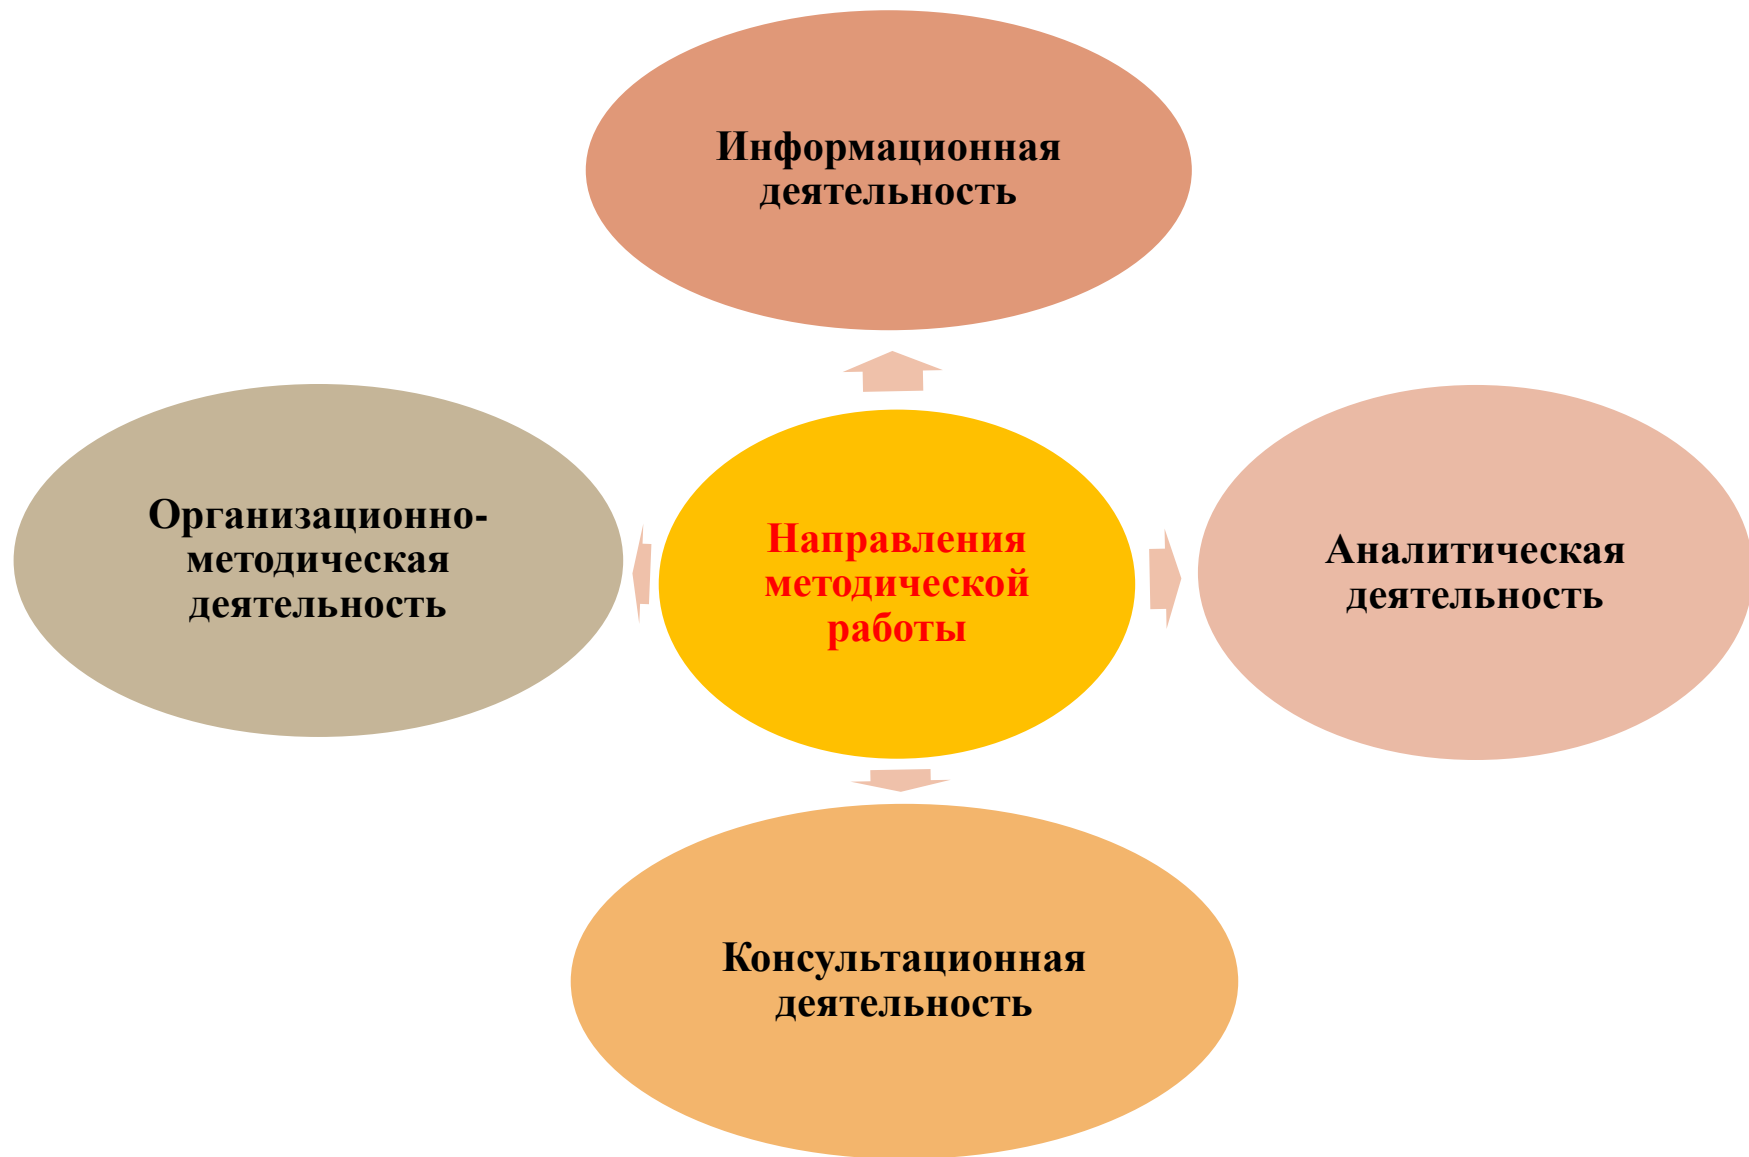 Информационная
деятельность
Организационно-
методическая
деятельность
Направления
методической
работы
Аналитическая
деятельность
Консультационная
деятельность